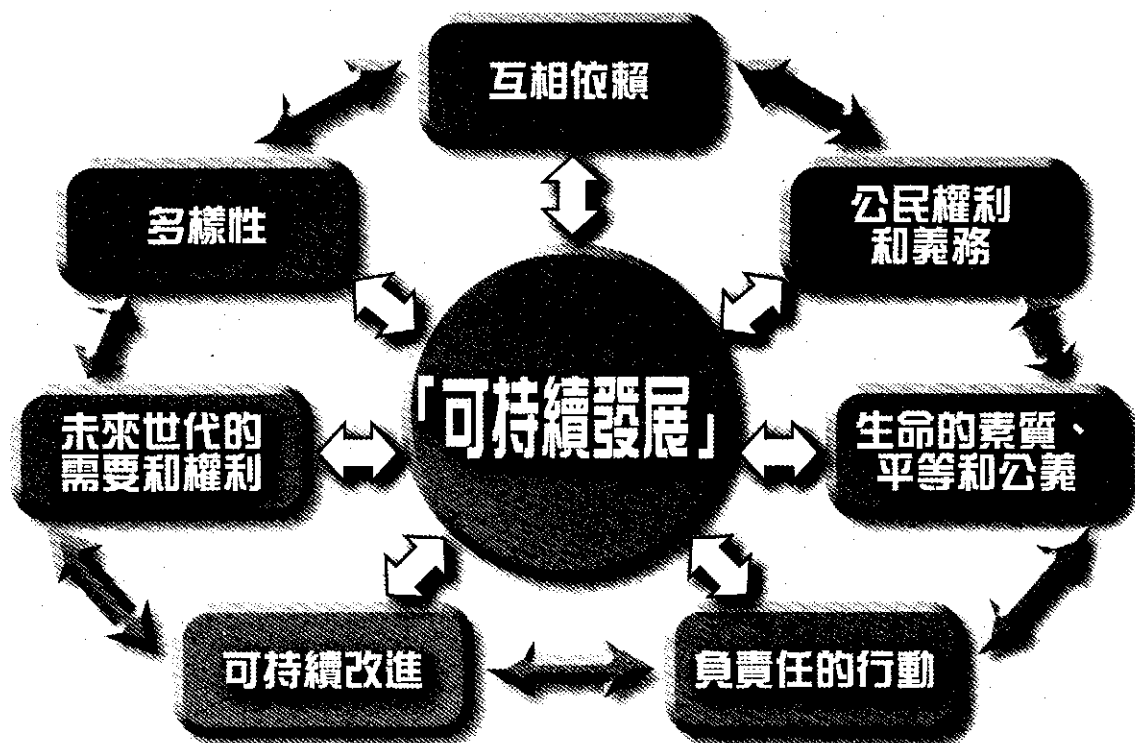 互相依賴
多樣性
公民權利
和義務
「可持續發展」
未來世代的
需要和權利
生命的素質、
平等和公義
可持續改進
負責任的行動